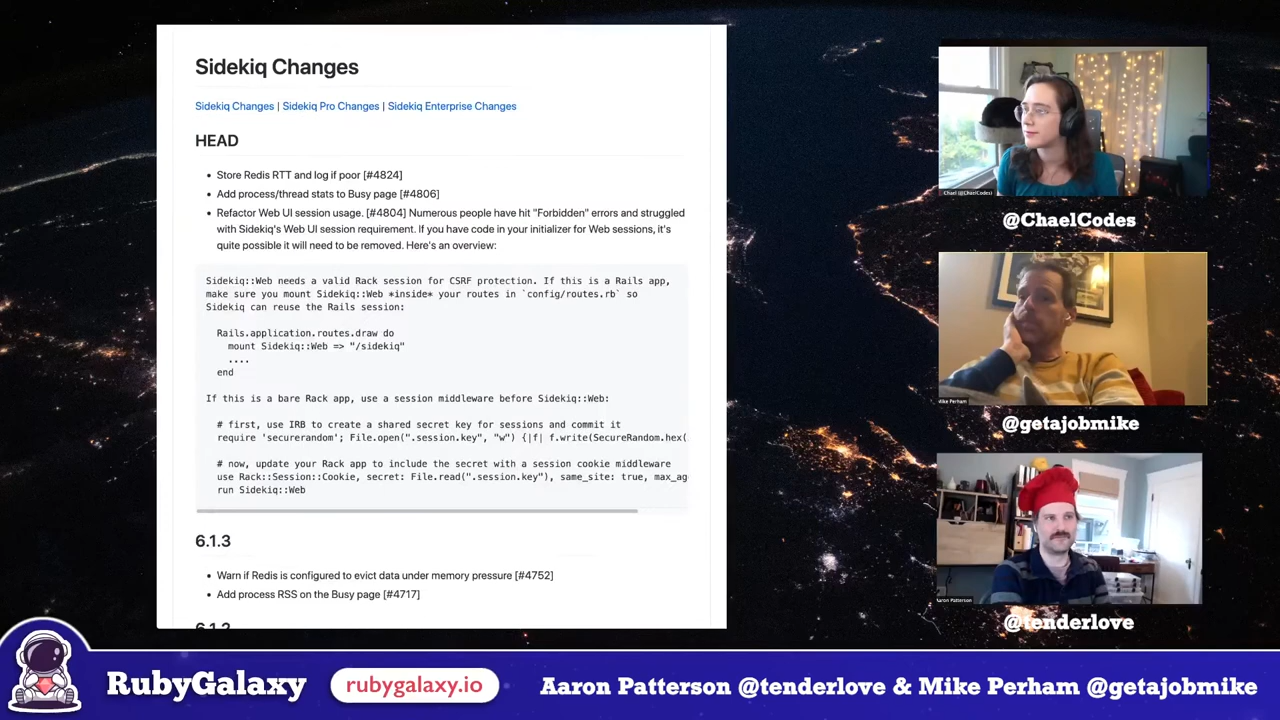 Sidekiq Changes
Sidekiq Changes | Sidekiq Pro Changes | Sidekiq Enterprise Changes
HEAD
• Store Redis RTT and log if poor [#4824]
• Add process/thread stats to Busy page [#4806]
• Refactor Web UI session usage. [#4804] Numerous people have hit "Forbidden" errors and struggled
with Sidekiq's Web UI session requirement. If you have code in your initializer for Web sessions, it's
quite possible it will need to be removed. Here's an overview:
Sidekiq::Web needs a valid Rack session for CSRF protection. If this is a Rails app,
make sure you mount Sidekiq::Web *inside* your routes in `config/routes.rb` so
Sidekiq can reuse the Rails session:
Rails.application.routes.draw do
mount Sidekiq::Web => "/sidekiq"
....
end
If this is a bare Rack app, use a session middleware before Sidekiq::Web:
# first, use IRB to create a shared secret key for sessions and commit it
require 'securerandom'; File.open(".session.key", "w") {|f| f.write(SecureRandom.hex(
# now, update your Rack app to include the secret with a session cookie middleware
use Rack::Session::Cookie, secret: File.read(".session.key"), same_site: true, max_ag
run Sidekiq::Web
6.1.3
• Warn if Redis is configured to evict data under memory pressure [#4752]
• Add process RSS on the Busy page [#4717]
6.1.2
Chael (@ChaelCodes)
@ChaelCodes
Mike Perham
@getajobmike
Aaron Patterson
@tenderlove
RubyGalaxy
rubygalaxy.io
Aaron Patterson @tenderlove & Mike Perham @getajobmike